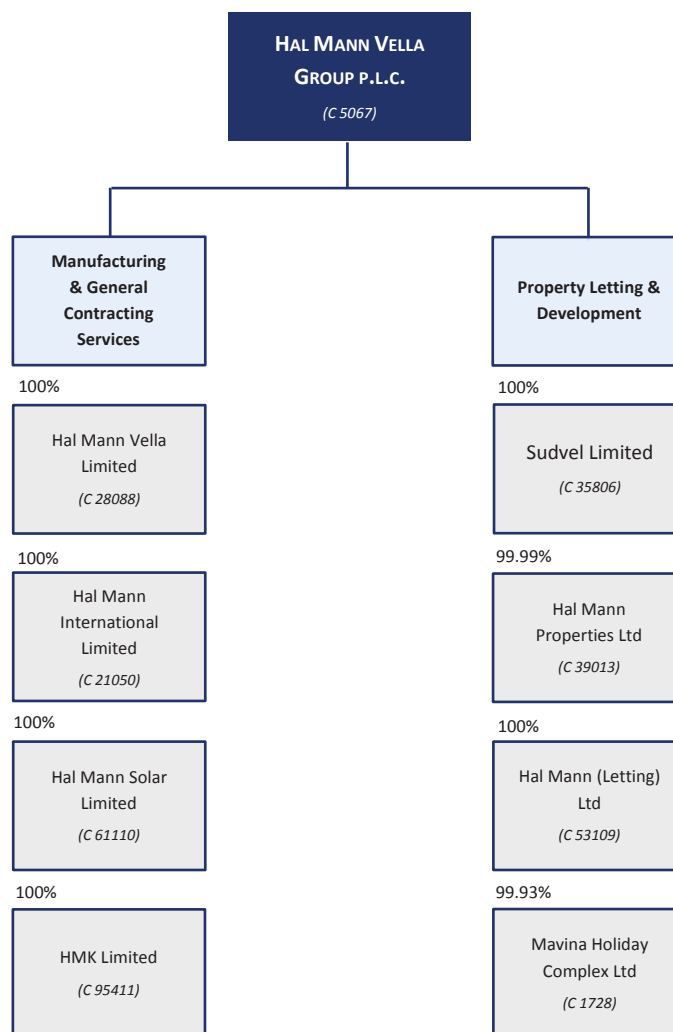 HAL MANN VELLA
GROUP P.L.C.
(C 5067)
Manufacturing
& General
Contracting
Services
100%
Hal Mann Vella
Limited
(C 28088)
100%
Hal Mann
International
Limited
(C 21050)
100%
Hal Mann Solar
Limited
(C 61110)
100%
HMK Limited
(C 95411)
Property Letting &
Development
100%
Sudvel Limited
(C 35806)
99.99%
Hal Mann
Properties Ltd
(C 39013)
100%
Hal Mann (Letting)
Ltd
(C 53109)
99.93%
Mavina Holiday
Complex Ltd
(C 1728)